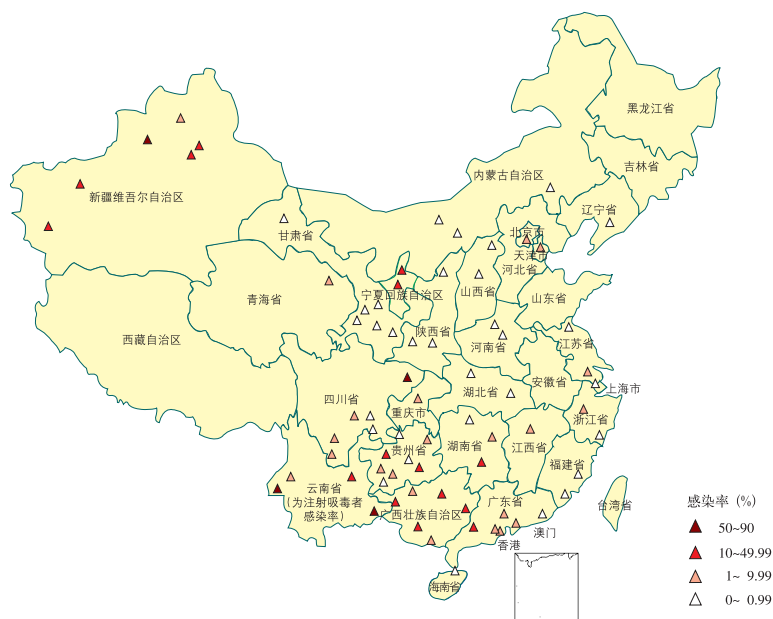 黑龙江省
吉林省
内蒙古自治区
新疆维吾尔自治区
辽宁省
甘肃省
北京市
天津市
河北省
宁夏回族自治区
山西省
青海省
山东省
西藏自治区
陕西省
河南省
江苏省
安徽省
上海市
湖北省
四川省
重庆市
浙江省
贵州省
湖南省
江西省
福建省
云南省
(为注射吸毒者
感染率)
广西壮族自治区
广东省
台湾省
澳门
香港
海南省
感染率 (%)
50~90
10~49.99
1~ 9.99
0~ 0.99